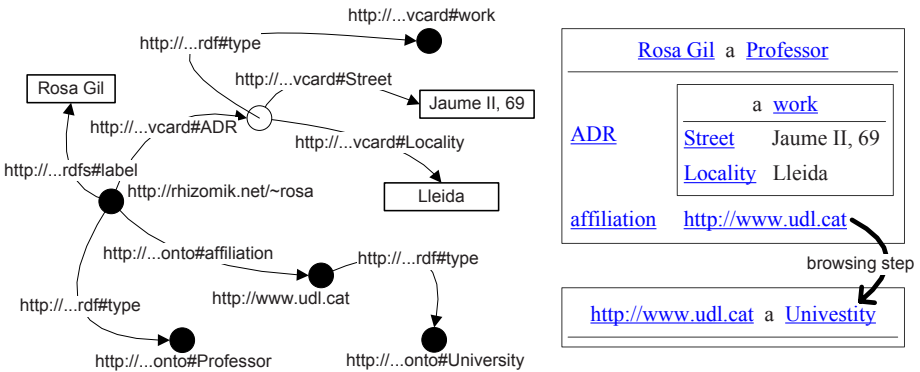 http://...vcard#work
http://...rdf#type
http://...vcard#Street
Rosa Gil
Jaume II, 69
http://...vcard#ADR
http://...vcard#Locality
http://...rdfs#label
http://rhizomik.net/~rosa
Lleida
http://...onto#affiliation
http://...rdf#type
http://...rdf#type
http://www.udl.cat
http://...onto#Professor
http://...onto#University
Rosa Gil a Professor
a work
ADR
Street Jaume II, 69
Locality Lleida
affiliation http://www.udl.cat
browsing step
http://www.udl.cat a Univestity